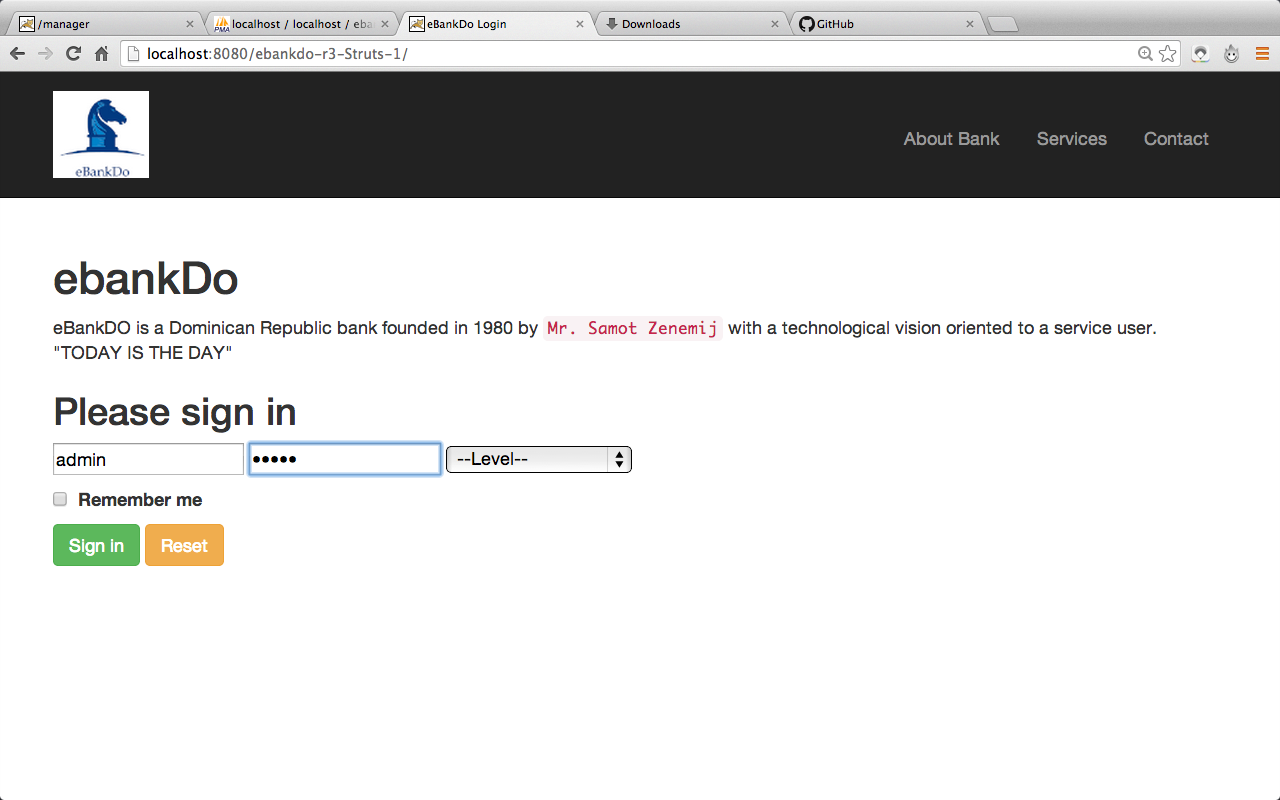 /manager
localhost / localhost / eba
eBankDo Login
Downloads
GitHub
localhost:8080/ebankdo-r3-Struts-1/
PMA
eBankDo
About Bank
Services
Contact
ebankDo
eBankDO is a Dominican Republic bank founded in 1980 by Mr. Samot Zenemij with a technological vision oriented to a service user.
"TODAY IS THE DAY"
Please sign in
admin
•••••
--Level--
Remember me
Sign in
Reset